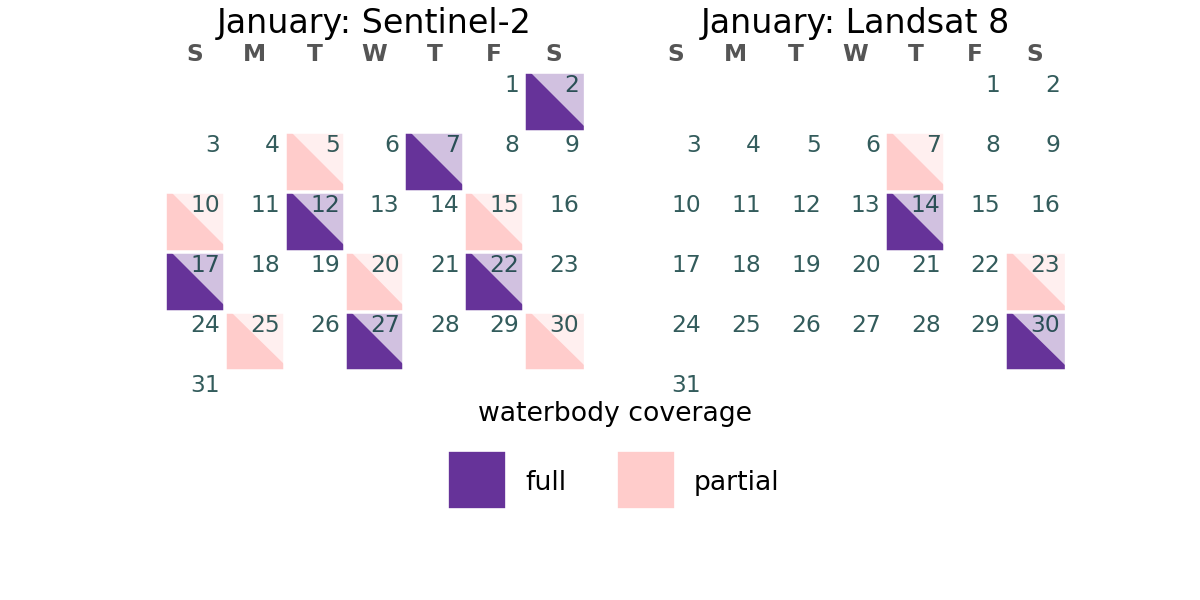 January: Sentinel-2
S M T W T F S
1 2
3 4 5 6 7 8 9
10 11 12 13 14 15 16
17 18 19 20 21 22 23
24 25 26 27 28 29 30
31
January: Landsat 8
S M T W T F S
1 2
3 4 5 6 7 8 9
10 11 12 13 14 15 16
17 18 19 20 21 22 23
24 25 26 27 28 29 30
31
waterbody coverage
full partial